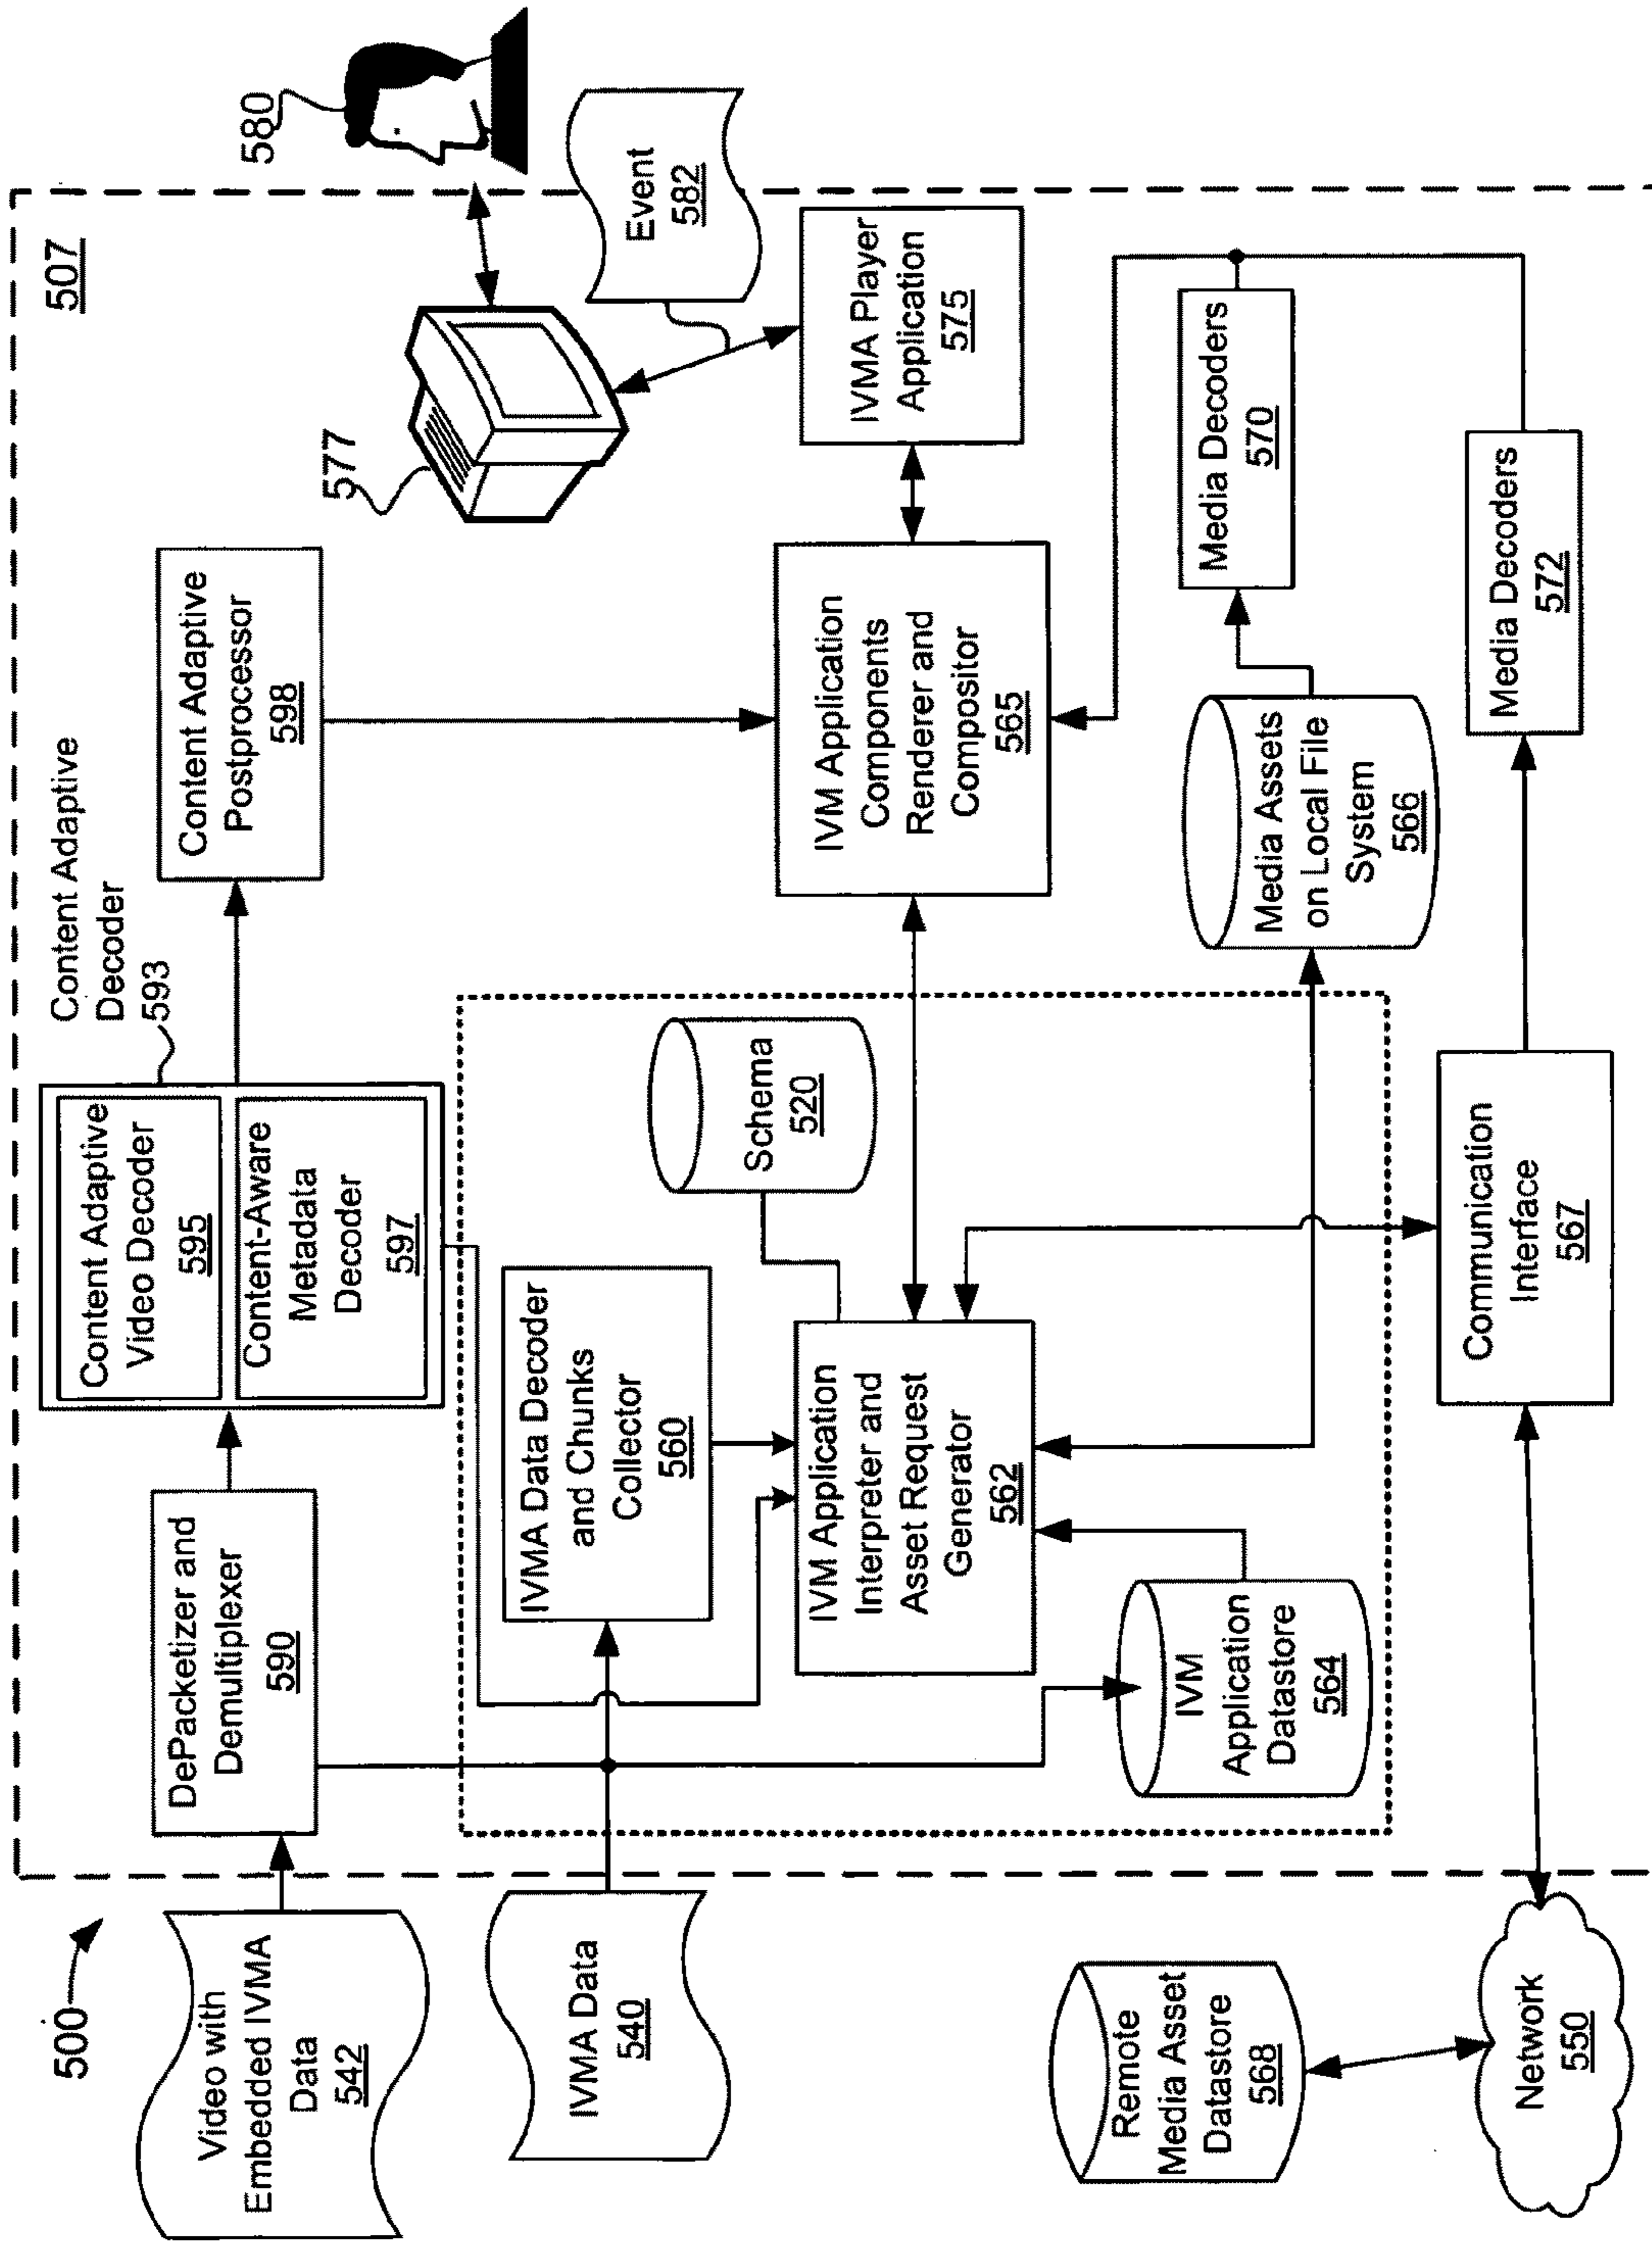 500
507
Video with
Embedded IVMA
Data
542
DePacketizer and
Demultiplexer
590
Content Adaptive
Video Decoder
595
Content-Aware
Metadata
Decoder
597
Content Adaptive
Decoder
593
Content Adaptive
Postprocessor
598
577
580
Event
582
IVMA Data
540
IVMA Data Decoder
and Chunks
Collector
560
Schema
520
IVM Application
Interpreter and
Asset Request
Generator
562
IVM Application
Components
Renderer and
Compositor
565
IVMA Player
Application
575
IVM
Application
Datastore
564
Media Assets
on Local File
System
566
Media Decoders
570
Remote
Media Asset
Datastore
568
Network
550
Communication
Interface
567
Media Decoders
572